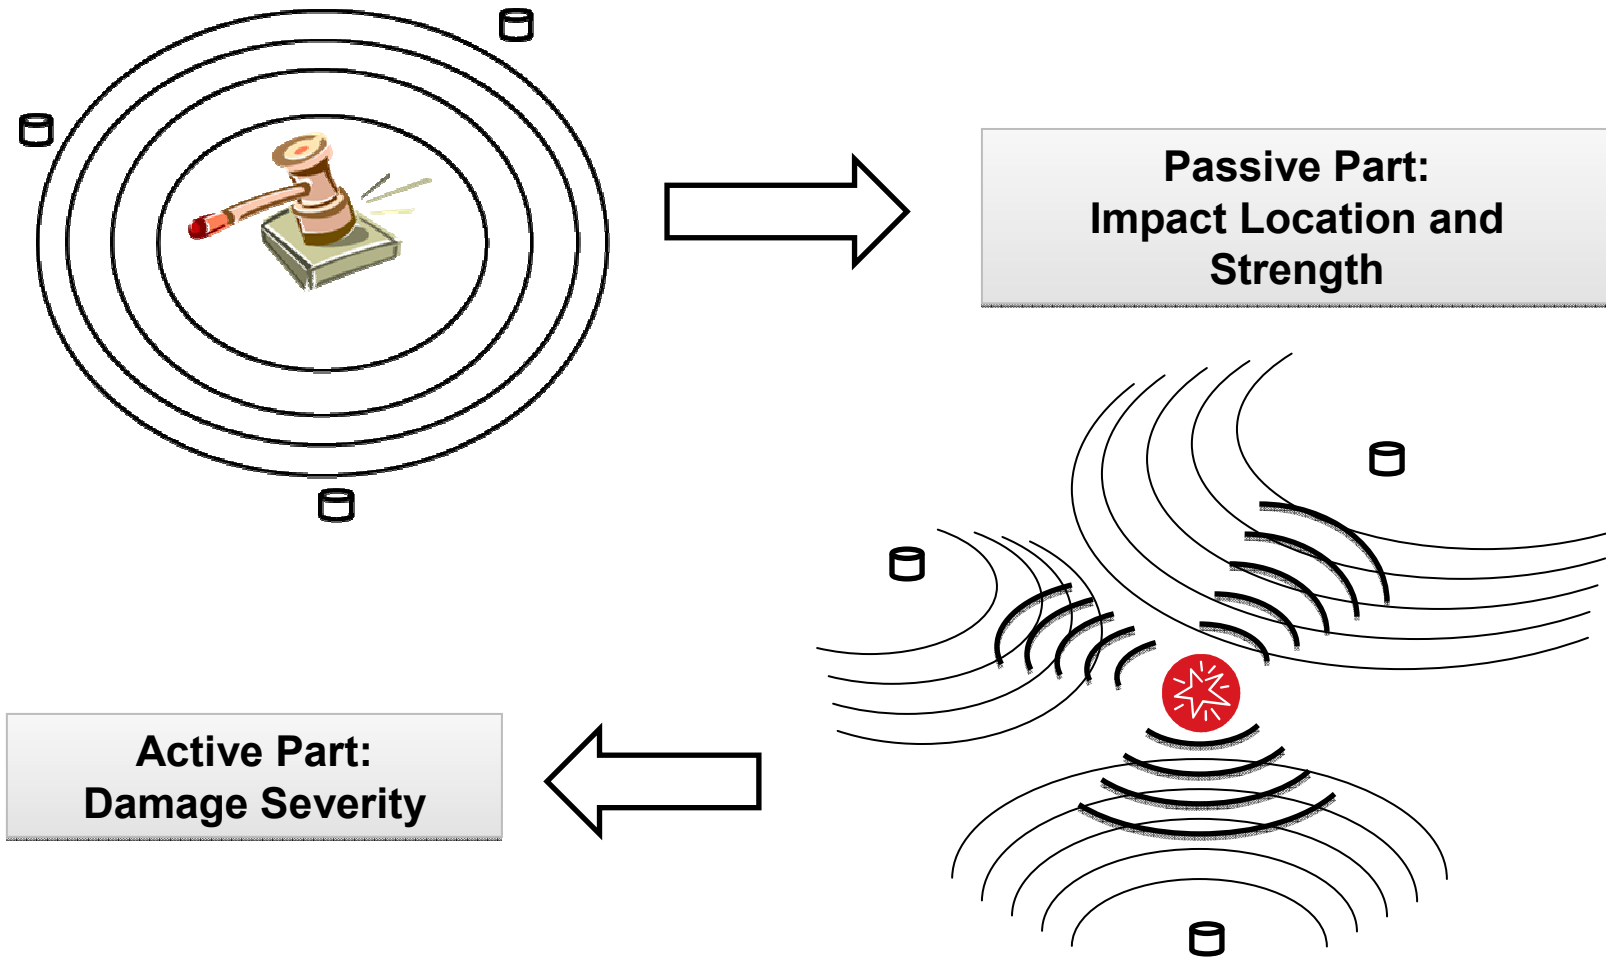 Passive Part:
Impact Location and
Strength
Active Part:
Damage Severity